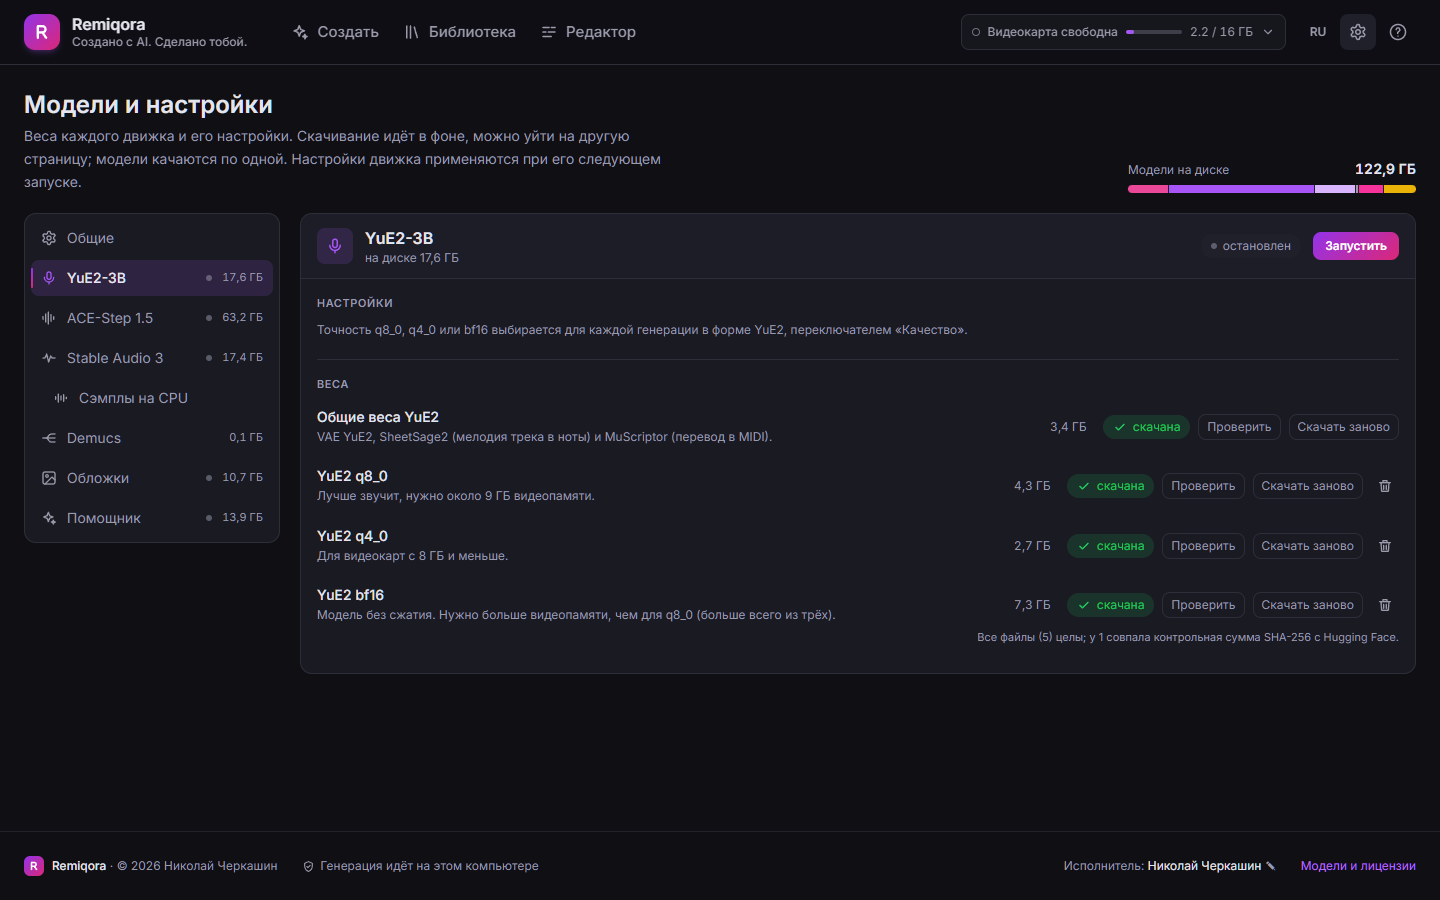 R
Remiqora
Создано с AI. Сделано тобой.
Создать
Библиотека
Редактор
Видеокарта свободна
2.2 / 16 ГБ
RU
Модели и настройки
Веса каждого движка и его настройки. Скачивание идёт в фоне, можно уйти на другую
страницу; модели качаются по одной. Настройки движка применяются при его следующем
запуске.
Модели на диске
122,9 ГБ
Общие
YuE2-3B
17,6 ГБ
ACE-Step 1.5
63,2 ГБ
Stable Audio 3
17,4 ГБ
Сэмплы на CPU
Demucs
0,1 ГБ
Обложки
10,7 ГБ
Помощник
13,9 ГБ
YuE2-3B
на диске 17,6 ГБ
остановлен
Запустить
НАСТРОЙКИ
Точность q8_0, q4_0 или bf16 выбирается для каждой генерации в форме YuE2, переключателем «Качество».
ВЕСА
Общие веса YuE2
VAE YuE2, SheetSage2 (мелодия трека в ноты) и MuScriptor (перевод в MIDI).
3,4 ГБ
скачана
Проверить
Скачать заново
YuE2 q8_0
Лучше звучит, нужно около 9 ГБ видеопамяти.
4,3 ГБ
скачана
Проверить
Скачать заново
YuE2 q4_0
Для видеокарт с 8 ГБ и меньше.
2,7 ГБ
скачана
Проверить
Скачать заново
YuE2 bf16
Модель без сжатия. Нужно больше видеопамяти, чем для q8_0 (больше всего из трёх).
7,3 ГБ
скачана
Проверить
Скачать заново
Все файлы (5) целы; у 1 совпала контрольная сумма SHA-256 с Hugging Face.
R
Remiqora · © 2026 Николай Черкашин
Генерация идёт на этом компьютере
Исполнитель: Николай Черкашин
Модели и лицензии